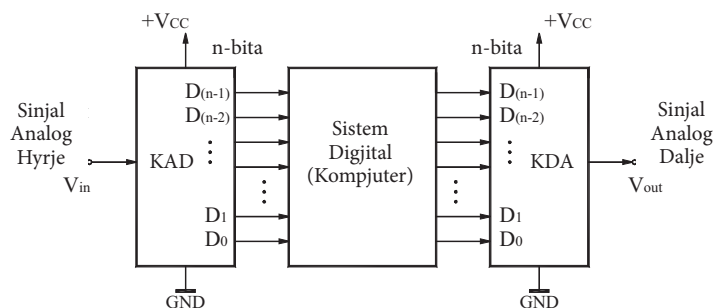 +VCC
n-bita
n-bita
+VCC
Sinjal
Analog
Hyrje
Vin
D(n-1)
D(n-2)
KAD
D1
D0
GND
Sistem
Digjital
(Kompjuter)
D(n-1)
D(n-2)
KDA
D1
D0
GND
Sinjal
Analog
Dalje
Vout